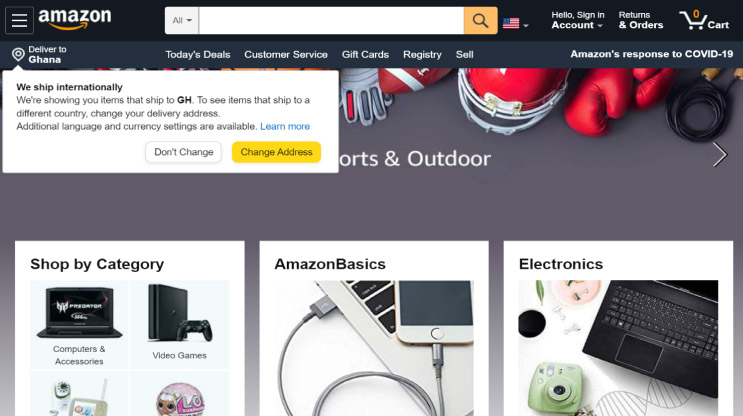 amazon
All
Hello, Sign in
Account
Returns
& Orders
0
Cart
Deliver to
Ghana
Today's Deals
Customer Service
Gift Cards
Registry
Sell
Amazon's response to COVID-19
We ship internationally
We're showing you items that ship to GH. To see items that ship to a
different country, change your delivery address.
Additional language and currency settings are available. Learn more
Don't Change
Change Address
orts & Outdoor
Shop by Category
PREDATOR
Computers &
Accessories
Video Games
L.O.L
AmazonBasics
Electronics